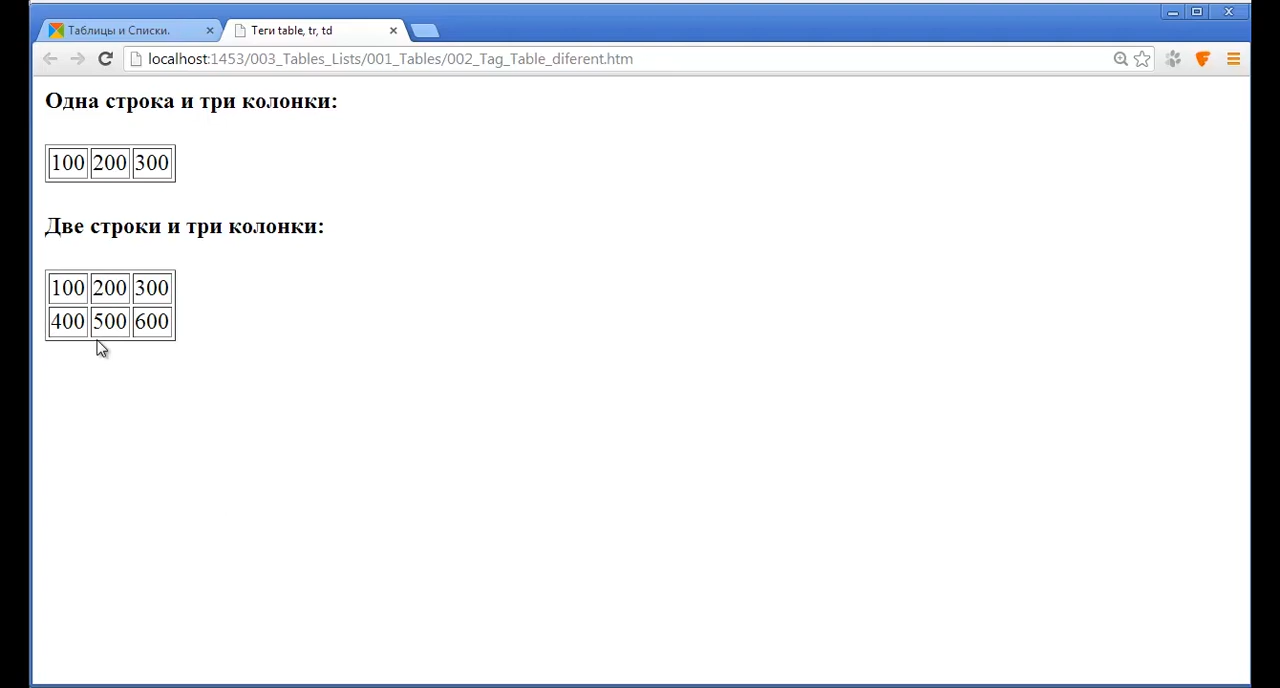 Таблицы и Списки.
Теги table, tr, td
localhost:1453/003_Tables_Lists/001_Tables/002_Tag_Table_diferent.htm
Одна строка и три колонки:
100 200 300
Две строки и три колонки:
100 200 300
400 500 600